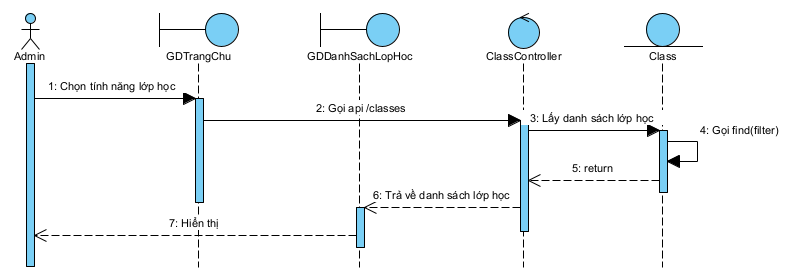 Admin
GDTrangChu
GDDanhSachLopHoc
ClassController
Class
1: Chọn tính năng lớp học
2: Gọi api /classes
3: Lấy danh sách lớp học
4: Gọi find(filter)
5: return
6: Trả về danh sách lớp học
7: Hiển thị